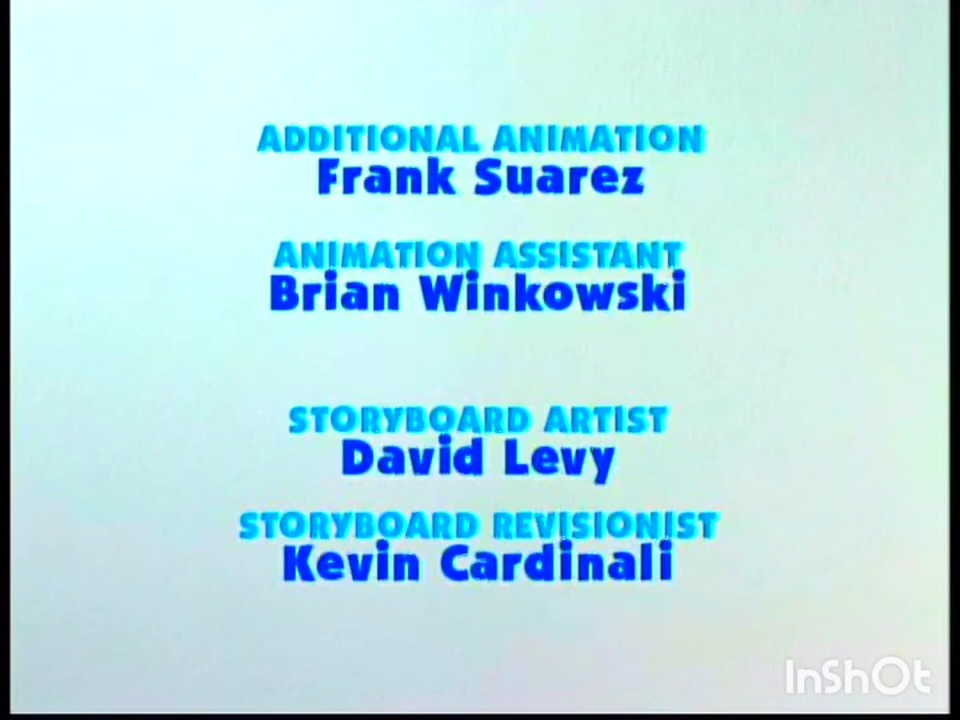 ADDITIONAL ANIMATION
Frank Suarez
ANIMATION ASSISTANT
Brian Winkowski
STORYBOARD ARTIST
David Levy
STORYBOARD REVISIONIST
Kevin Cardinali
InShOt